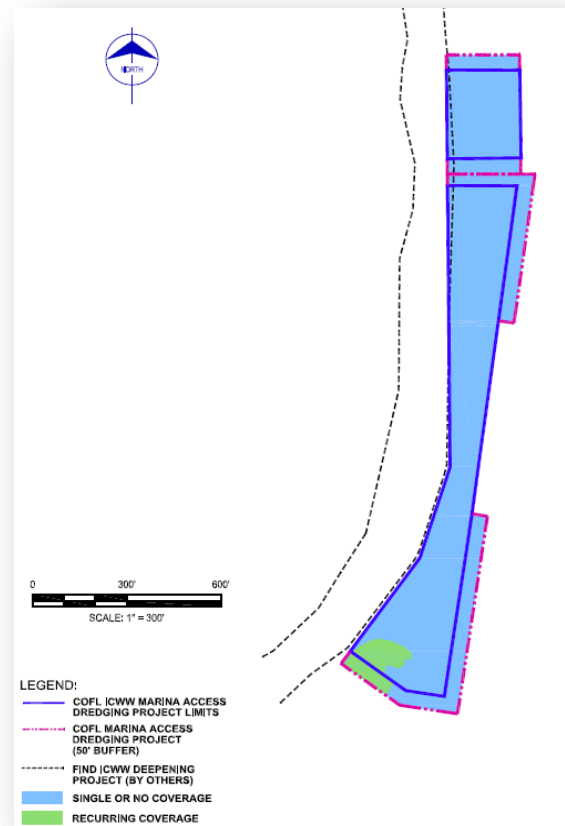 NORTH
0 300' 600'
SCALE: 1" = 300'
LEGEND:
COFL ICWW MARINA ACCESS
DREDGING PROJECT LIMITS
COFL MARINA ACCESS
DREDGING PROJECT
(50' BUFFER)
FIND ICWW DEEPENING
PROJECT (BY OTHERS)
SINGLE OR NO COVERAGE
RECURRING COVERAGE